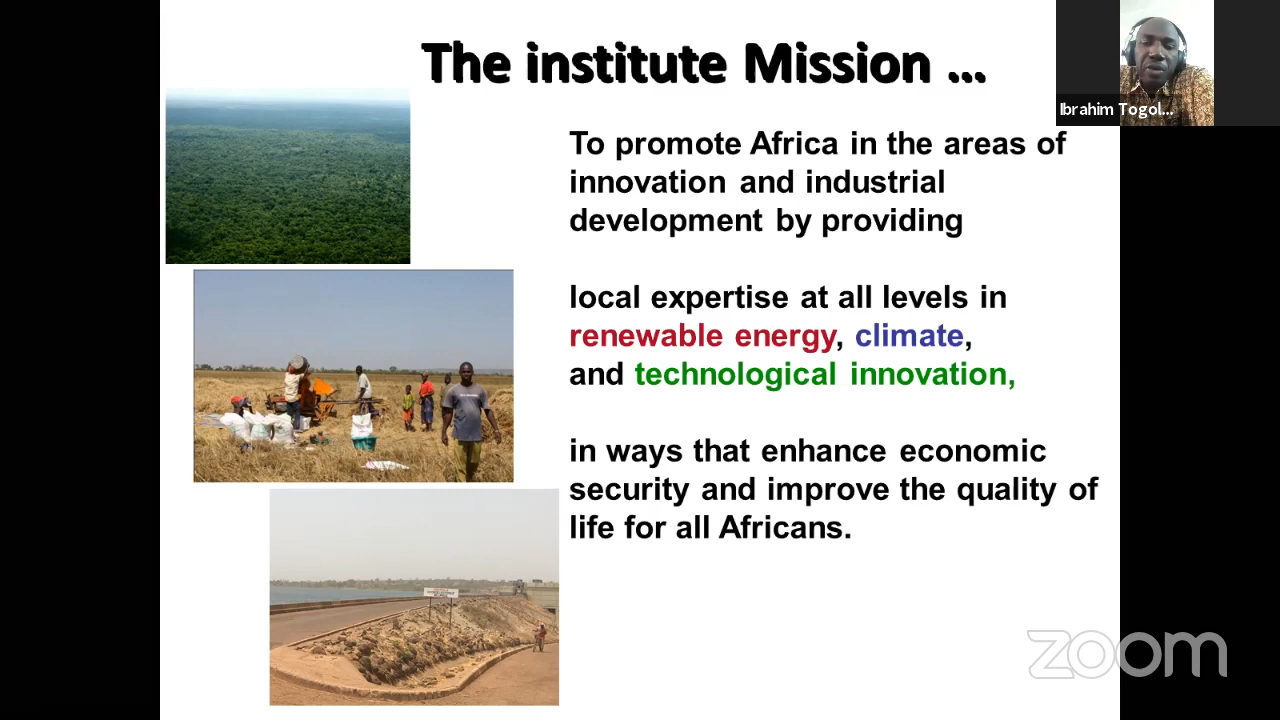 The institute Mission ...
Ibrahim Togol...
To promote Africa in the areas of
innovation and industrial
development by providing
local expertise at all levels in
renewable energy, climate,
and technological innovation,
in ways that enhance economic
security and improve the quality of
life for all Africans.
zoom